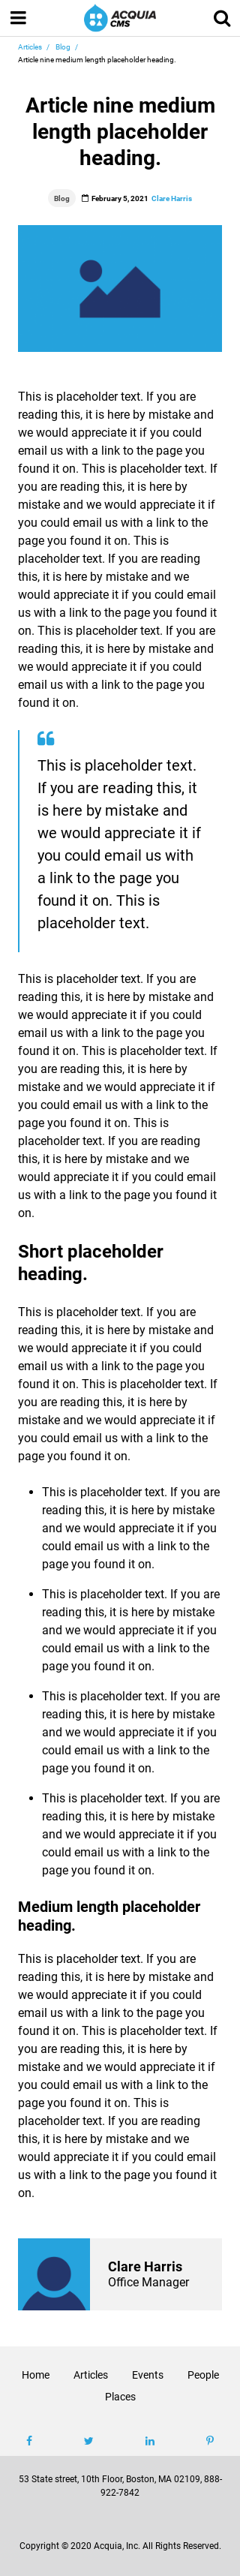 ACQUIA
CMS
Articles / Blog /
Article nine medium length placeholder heading.
Article nine medium
length placeholder
heading.
Blog February 5, 2021 Clare Harris
This is placeholder text. If you are
reading this, it is here by mistake and
we would appreciate it if you could
email us with a link to the page you
found it on. This is placeholder text. If
you are reading this, it is here by
mistake and we would appreciate it if
you could email us with a link to the
page you found it on. This is
placeholder text. If you are reading
this, it is here by mistake and we
would appreciate it if you could email
us with a link to the page you found it
on. This is placeholder text. If you are
reading this, it is here by mistake and
we would appreciate it if you could
email us with a link to the page you
found it on.
This is placeholder text.
If you are reading this, it
is here by mistake and
we would appreciate it if
you could email us with
a link to the page you
found it on. This is
placeholder text.
This is placeholder text. If you are
reading this, it is here by mistake and
we would appreciate it if you could
email us with a link to the page you
found it on. This is placeholder text. If
you are reading this, it is here by
mistake and we would appreciate it if
you could email us with a link to the
page you found it on. This is
placeholder text. If you are reading
this, it is here by mistake and we
would appreciate it if you could email
us with a link to the page you found it
on.
Short placeholder
heading.
This is placeholder text. If you are
reading this, it is here by mistake and
we would appreciate it if you could
email us with a link to the page you
found it on. This is placeholder text. If
you are reading this, it is here by
mistake and we would appreciate it if
you could email us with a link to the
page you found it on.
• This is placeholder text. If you are
reading this, it is here by mistake
and we would appreciate it if you
could email us with a link to the
page you found it on.
• This is placeholder text. If you are
reading this, it is here by mistake
and we would appreciate it if you
could email us with a link to the
page you found it on.
• This is placeholder text. If you are
reading this, it is here by mistake
and we would appreciate it if you
could email us with a link to the
page you found it on.
• This is placeholder text. If you are
reading this, it is here by mistake
and we would appreciate it if you
could email us with a link to the
page you found it on.
Medium length placeholder
heading.
This is placeholder text. If you are
reading this, it is here by mistake and
we would appreciate it if you could
email us with a link to the page you
found it on. This is placeholder text. If
you are reading this, it is here by
mistake and we would appreciate it if
you could email us with a link to the
page you found it on. This is
placeholder text. If you are reading
this, it is here by mistake and we
would appreciate it if you could email
us with a link to the page you found it
on.
Clare Harris
Office Manager
Home Articles Events People
Places
53 State street, 10th Floor, Boston, MA 02109, 888-
922-7842
Copyright © 2020 Acquia, Inc. All Rights Reserved.